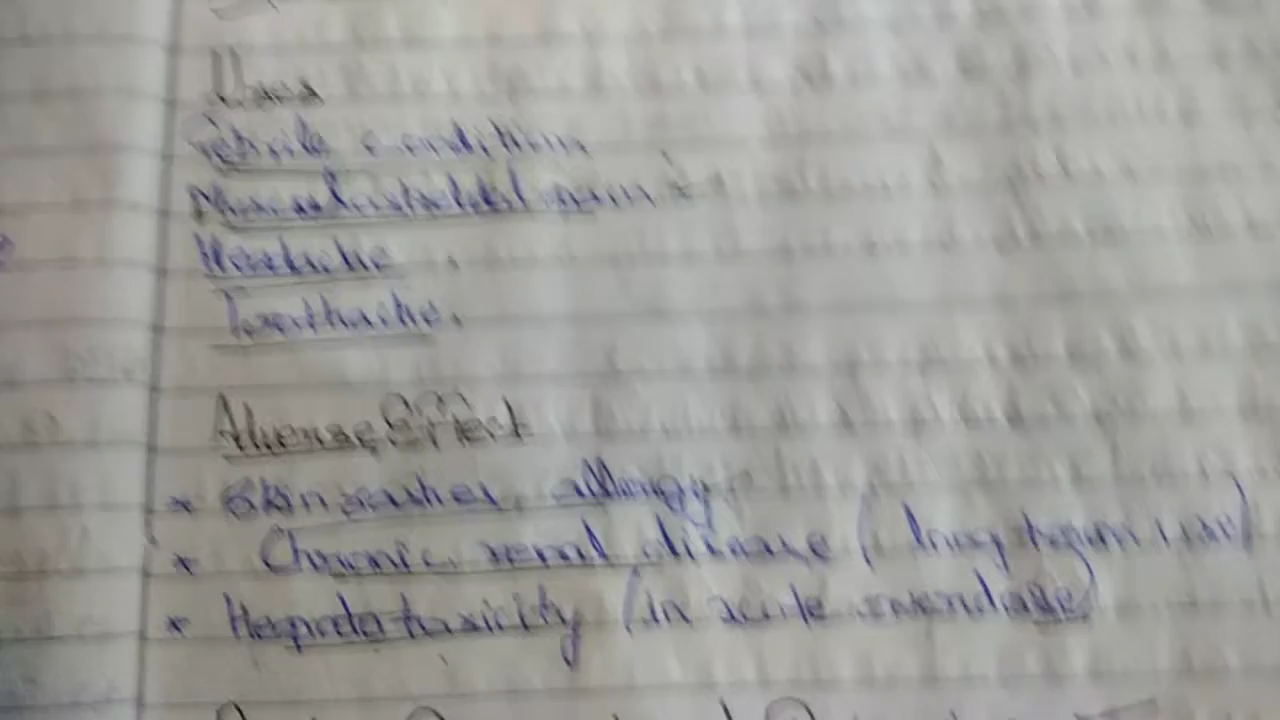 Uses
Febrile condition
Musculoskeletal pain
Headache.
Toothache.
Adverse Effect
* Skin rashes, allergy
* Chronic renal disease (long term use)
* Hepatotoxicity (in acute overdose)